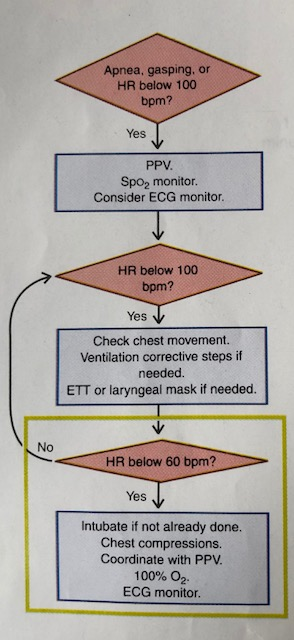 Apnea, gasping, or
HR below 100
bpm?
Yes
PPV.
Spo₂ monitor.
Consider ECG monitor.
HR below 100
bpm?
Yes
Check chest movement.
Ventilation corrective steps if
needed.
ETT or laryngeal mask if needed.
No
HR below 60 bpm?
Yes
Intubate if not already done.
Chest compressions.
Coordinate with PPV.
100% O₂.
ECG monitor.